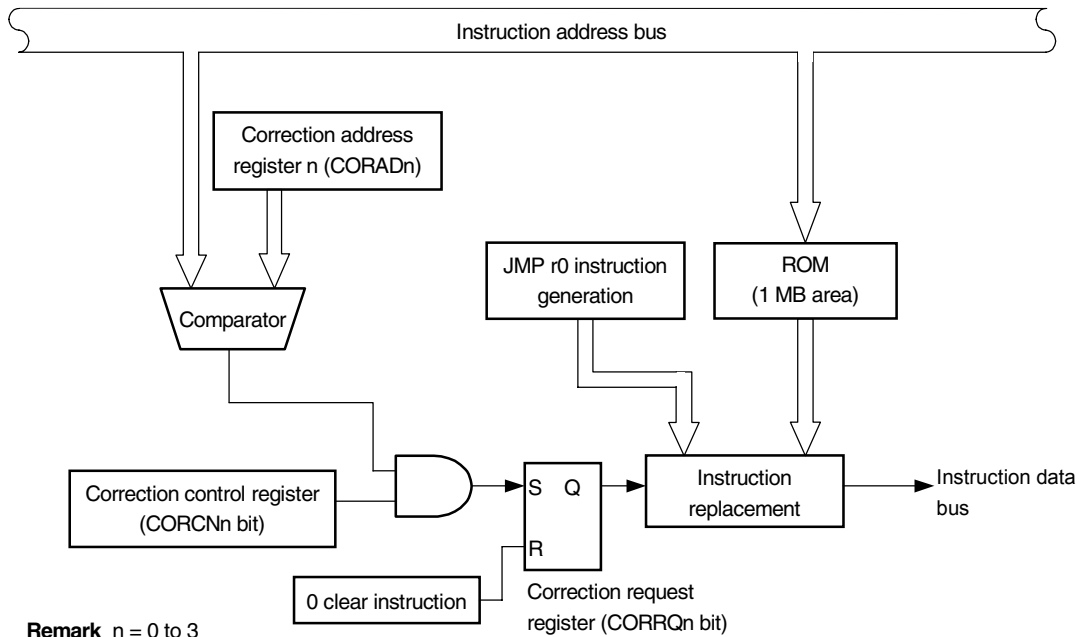 Instruction address bus
Correction address
register n (CORADn)
JMP r0 instruction
generation
ROM
(1 MB area)
Comparator
Correction control register
(CORCNn bit)
S Q
R
Instruction
replacement
Instruction data
bus
0 clear instruction
Correction request
register (CORRQn bit)
Remark n = 0 to 3